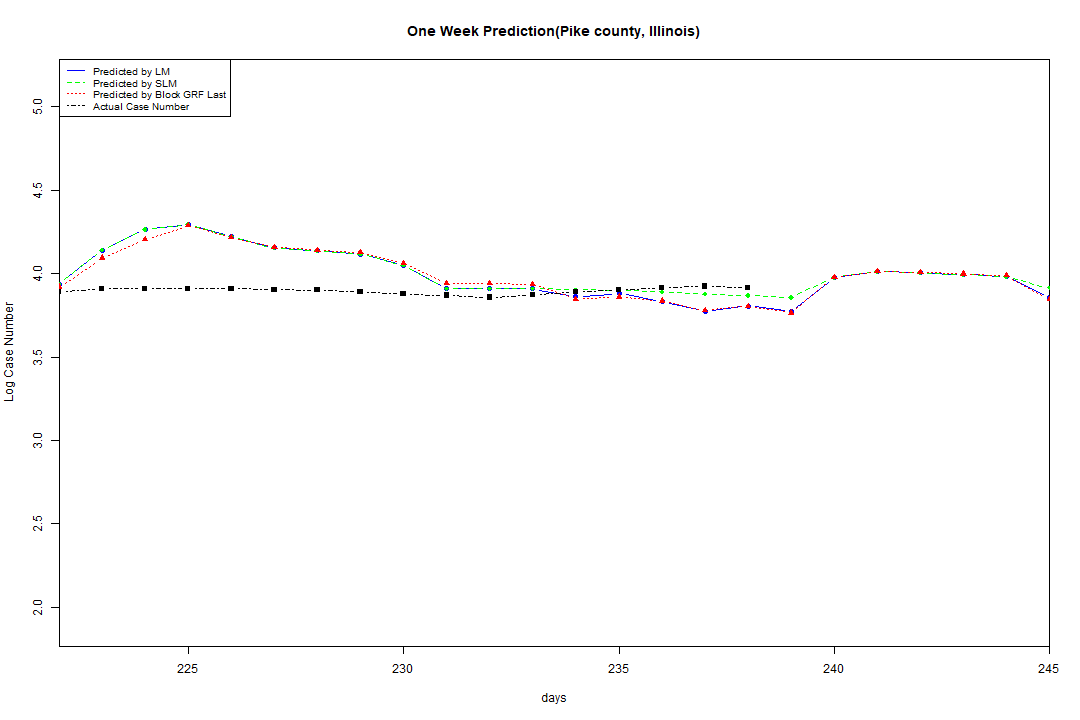 One Week Prediction(Pike county, Illinois)
Predicted by LM
Predicted by SLM
Predicted by Block GRF Last
Actual Case Number
5.0
4.5
4.0
3.5
3.0
2.5
2.0
Log Case Number
225
230
235
240
245
days